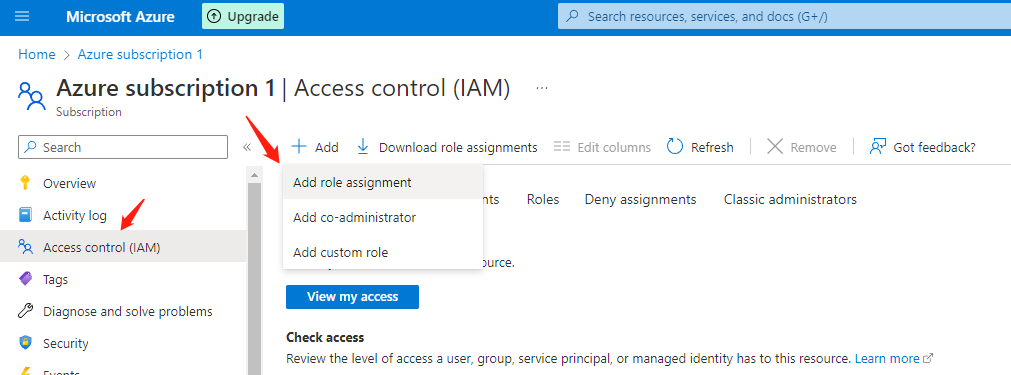 Microsoft Azure Upgrade Search resources, services, and docs (G+/)
Home > Azure subscription 1
Azure subscription 1 | Access control (IAM) ...
Subscription
Search « + Add Download role assignments Edit columns Refresh Remove Got feedback?
Overview Add role assignment nts Roles Deny assignments Classic administrators
Activity log Add co-administrator
Access control (IAM) Add custom role
ource.
Tags
View my access
Diagnose and solve problems
Check access
Security Review the level of access a user, group, service principal, or managed identity has to this resource. Learn more
Events